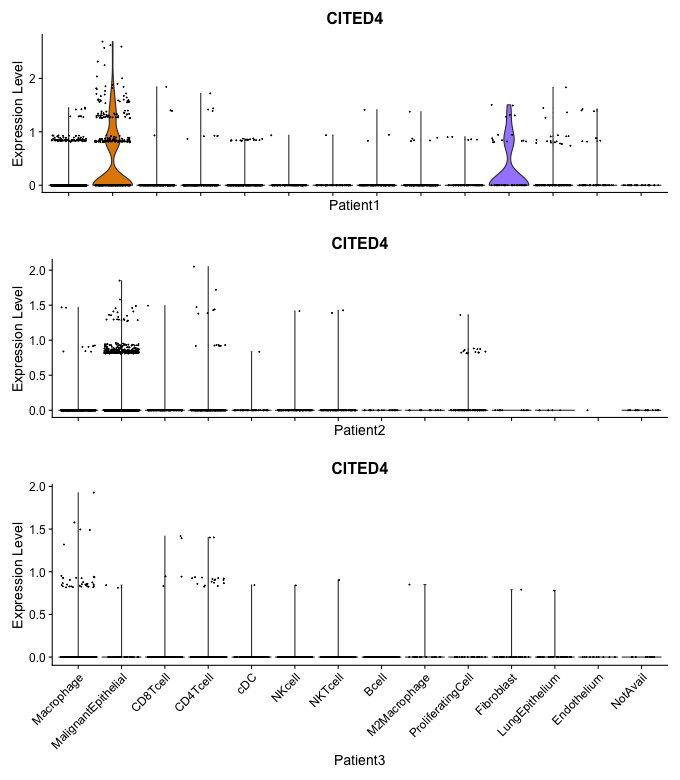 CITED4
Expression Level
2
1
0
Patient1
CITED4
Expression Level
2.0
1.5
1.0
0.5
0.0
Patient2
CITED4
Expression Level
2.0
1.5
1.0
0.5
0.0
Macrophage
MalignantEpithelial
CD8Tcell
CD4Tcell
cDC
NKcell
NKTcell
Bcell
M2Macrophage
ProliferatingCell
Fibroblast
LungEpithelium
Endothelium
NotAvail
Patient3